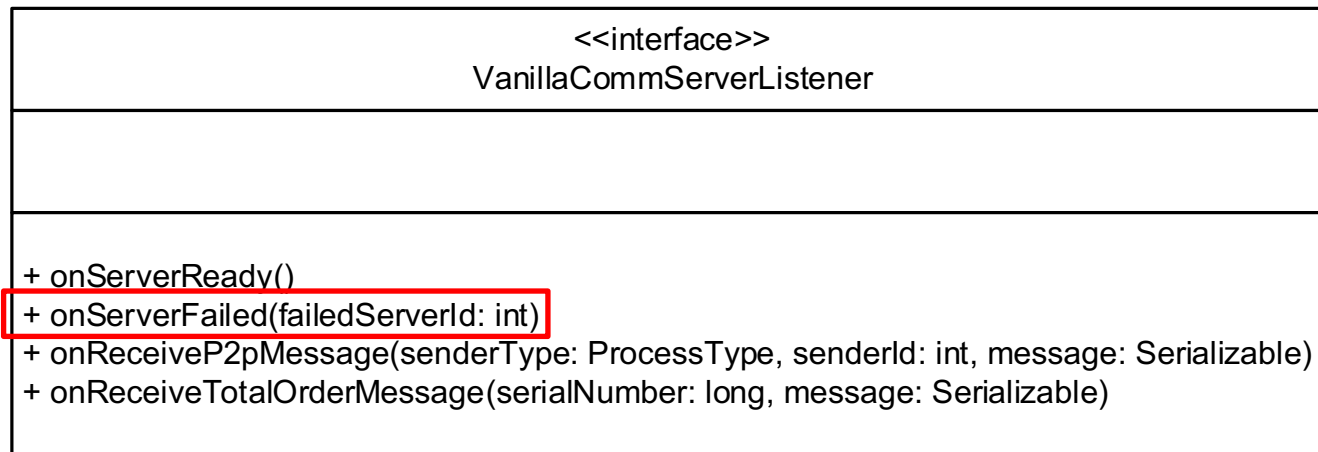 <<interface>>
VanillaCommServerListener
+ onServerReady()
+ onServerFailed(failedServerId: int)
+ onReceiveP2pMessage(senderType: ProcessType, senderId: int, message: Serializable)
+ onReceiveTotalOrderMessage(serialNumber: long, message: Serializable)